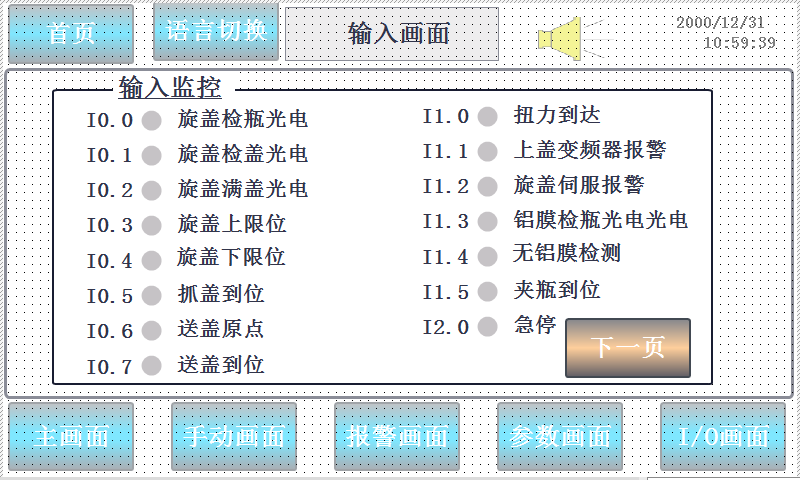 首页
语言切换
输入画面
2000/12/31
10:59:39
输入监控
I0.0 旋盖检瓶光电
I0.1 旋盖检盖光电
I0.2 旋盖满盖光电
I0.3 旋盖上限位
I0.4 旋盖下限位
I0.5 抓盖到位
I0.6 送盖原点
I0.7 送盖到位
I1.0 扭力到达
I1.1 上盖变频器报警
I1.2 旋盖伺服报警
I1.3 铝膜检瓶光电光电
I1.4 无铝膜检测
I1.5 夹瓶到位
I2.0 急停
下一页
主画面
手动画面
报警画面
参数画面
I/O画面